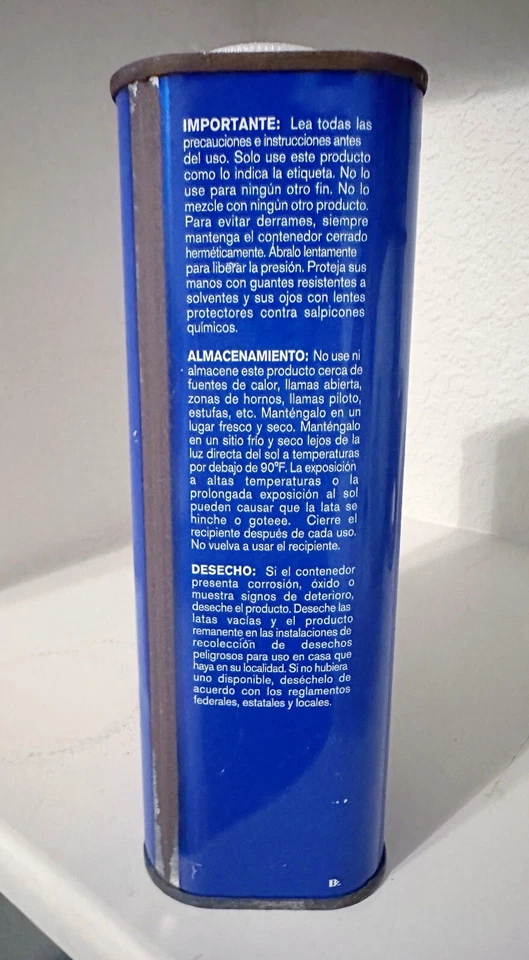 IMPORTANTE: Lea todas las
precauciones e instrucciones antes
del uso. Solo use este producto
como lo indica la etiqueta. No lo
use para ningún otro fin. No lo
mezcle con ningún otro producto.
Para evitar derrames, siempre
mantenga el contenedor cerrado
herméticamente. Ábralo lentamente
para liberar la presión. Proteja sus
manos con guantes resistentes a
solventes y sus ojos con lentes
protectores contra salpicones
químicos.
ALMACENAMIENTO: No use ni
almacene este producto cerca de
fuentes de calor, llamas abierta,
zonas de hornos, llamas piloto,
estufas, etc. Manténgalo en un
lugar fresco y seco. Manténgalo
en un sitio frío y seco lejos de la
luz directa del sol a temperaturas
por debajo de 90°F. La exposición
a altas temperaturas o la
prolongada exposición al sol
pueden causar que la lata se
hinche o goteee. Cierre el
recipiente después de cada uso.
No vuelva a usar el recipiente.
DESECHO: Si el contenedor
presenta corrosión, óxido o
muestra signos de deterioro,
deseche el producto. Deseche las
latas vacías y el producto
remanente en las instalaciones de
recolección de desechos
peligrosos para uso en casa que
haya en su localidad. Si no hubiera
uno disponible, deséchelo de
acuerdo con los reglamentos
federales, estatales y locales.